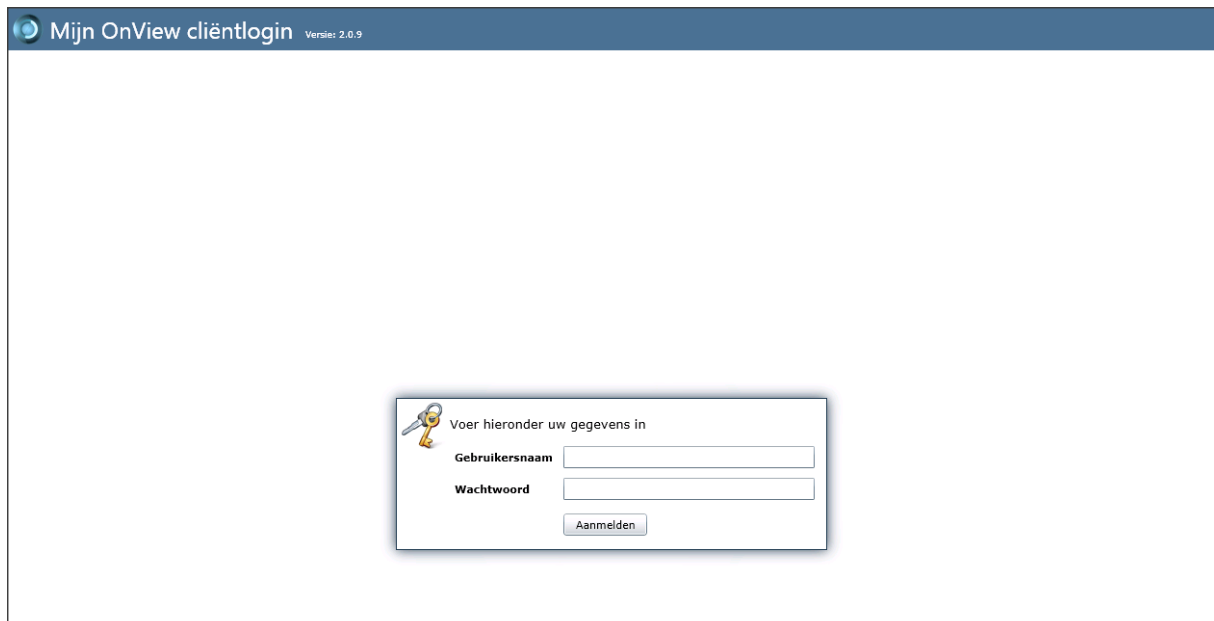 Mijn OnView cliëntlogin Versie: 2.0.9
Voer hieronder uw gegevens in
Gebruikersnaam
Wachtwoord
Aanmelden